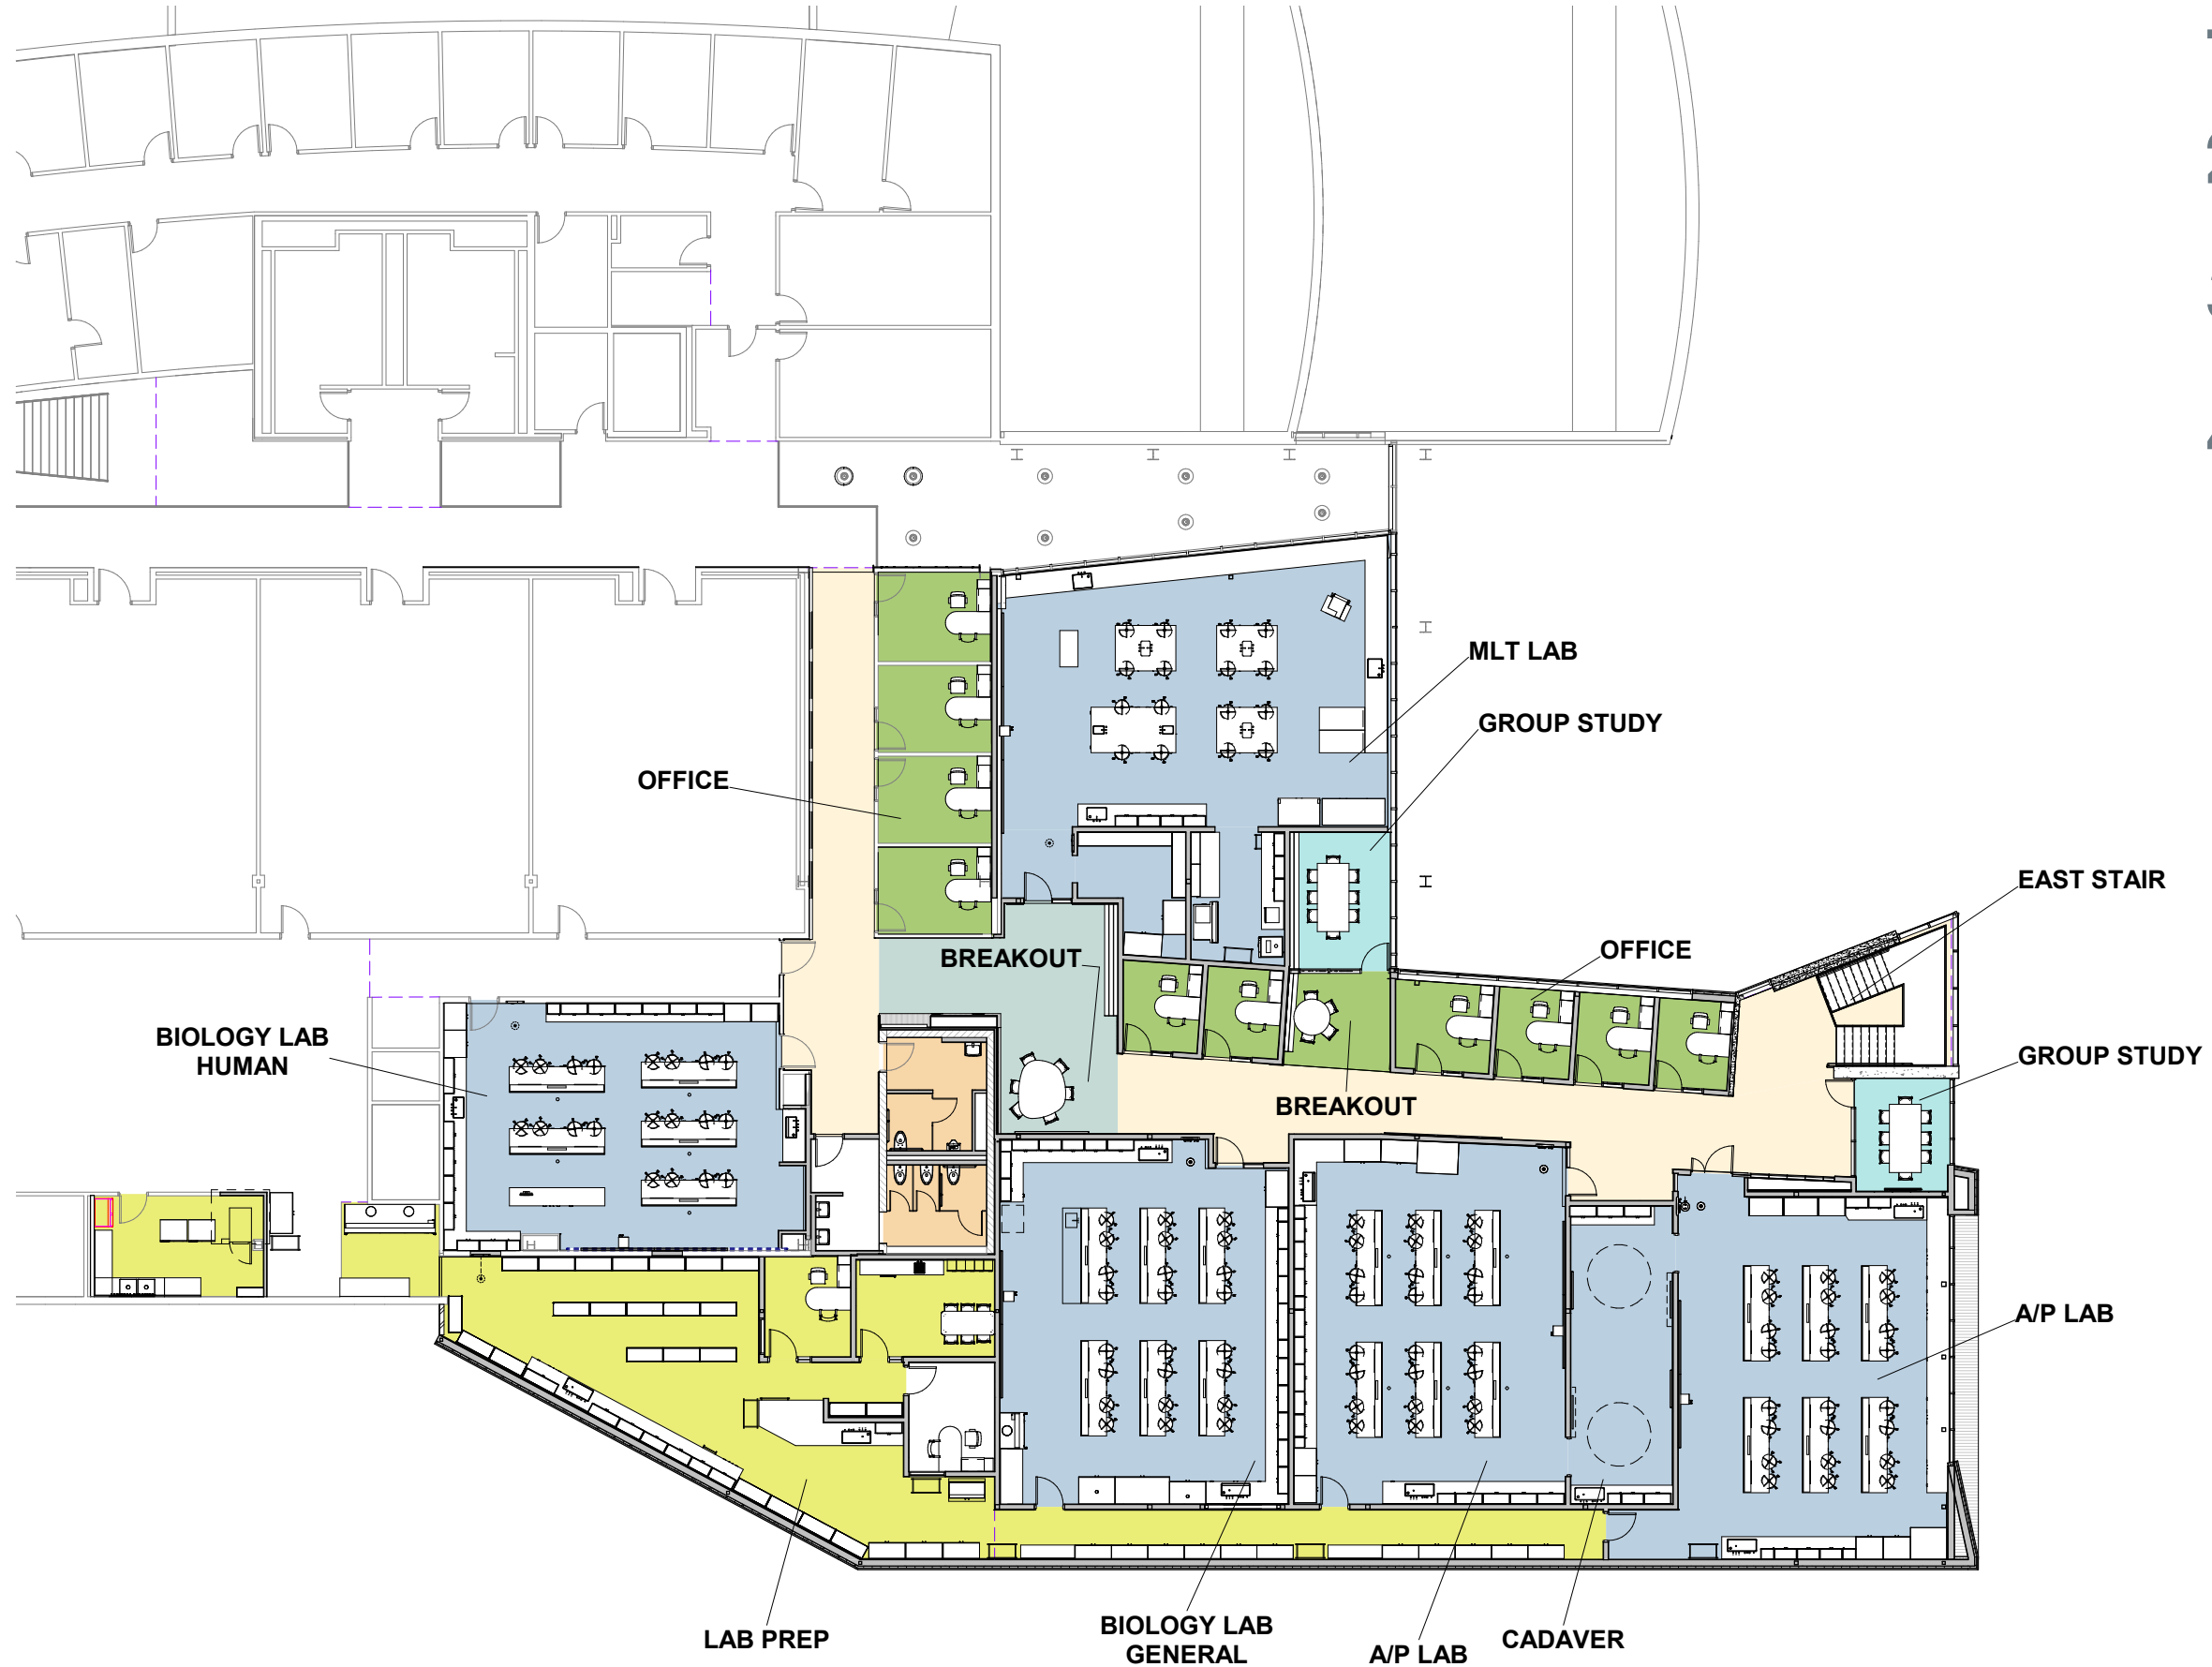 MLT LAB
GROUP STUDY
OFFICE
EAST STAIR
OFFICE
BREAKOUT
BIOLOGY LAB
HUMAN
GROUP STUDY
BREAKOUT
A/P LAB
LAB PREP
BIOLOGY LAB
GENERAL
A/P LAB
CADAVER